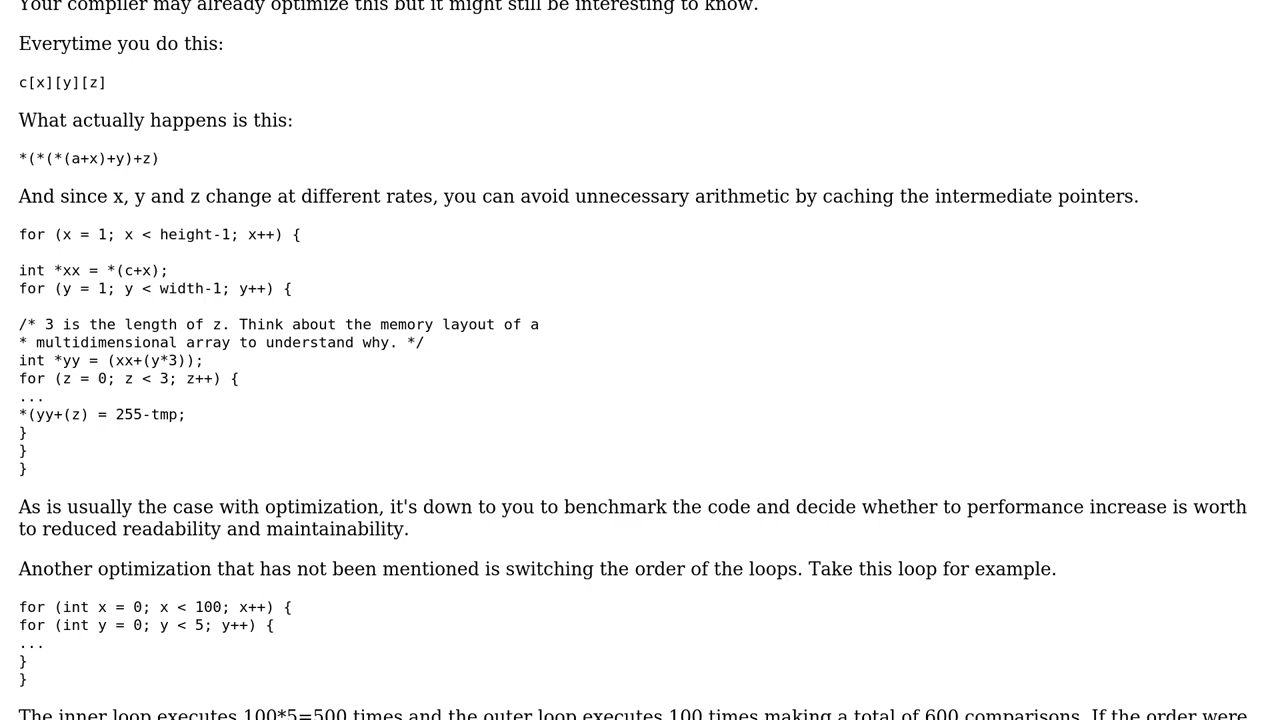 Your compiler may already optimize this but it might still be interesting to know.
Everytime you do this:
c[x][y][z]
What actually happens is this:
*(*(*(a+x)+y)+z)
And since x, y and z change at different rates, you can avoid unnecessary arithmetic by caching the intermediate pointers.
for (x = 1; x < height-1; x++) {
int *xx = *(c+x);
for (y = 1; y < width-1; y++) {
/* 3 is the length of z. Think about the memory layout of a
* multidimensional array to understand why. */
int *yy = (xx+(y*3));
for (z = 0; z < 3; z++) {
...
*(yy+(z) = 255-tmp;
}
}
}
As is usually the case with optimization, it's down to you to benchmark the code and decide whether to performance increase is worth
to reduced readability and maintainability.
Another optimization that has not been mentioned is switching the order of the loops. Take this loop for example.
for (int x = 0; x < 100; x++) {
for (int y = 0; y < 5; y++) {
...
}
}
The inner loop executes 100*5=500 times and the outer loop executes 100 times making a total of 600 comparisons. If the order were